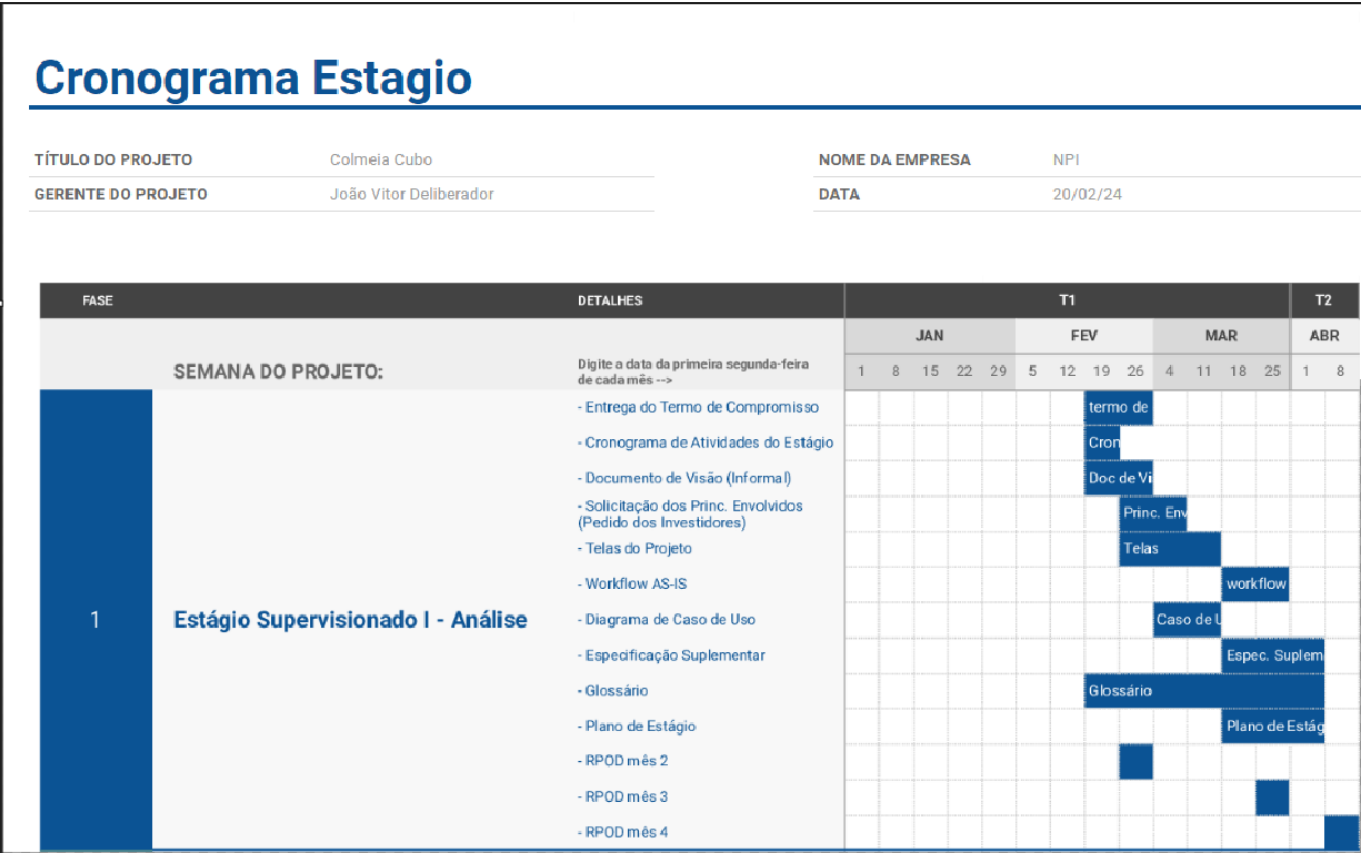 Cronograma Estagio
TÍTULO DO PROJETO Colmeia Cubo NOME DA EMPRESA NPI
GERENTE DO PROJETO João Vitor Deliberador DATA 20/02/24
FASE DETALHES T1 T2
JAN FEV MAR ABR
SEMANA DO PROJETO: Digite a data da primeira segunda-feira
de cada mês --> 1 8 15 22 29 5 12 19 26 4 11 18 25 1 8
- Entrega do Termo de Compromisso termo de
- Cronograma de Atividades do Estágio Cron
- Documento de Visão (Informal) Doc de Vi
- Solicitação dos Princ. Envolvidos
(Pedido dos Investidores) Princ. Env
- Telas do Projeto Telas
- Workflow AS-IS workflow
1 Estágio Supervisionado I - Análise - Diagrama de Caso de Uso Caso de U
- Especificação Suplementar Espec. Suplem
- Glossário Glossário
- Plano de Estágio Plano de Estág
- RPOD mês 2
- RPOD mês 3
- RPOD mês 4